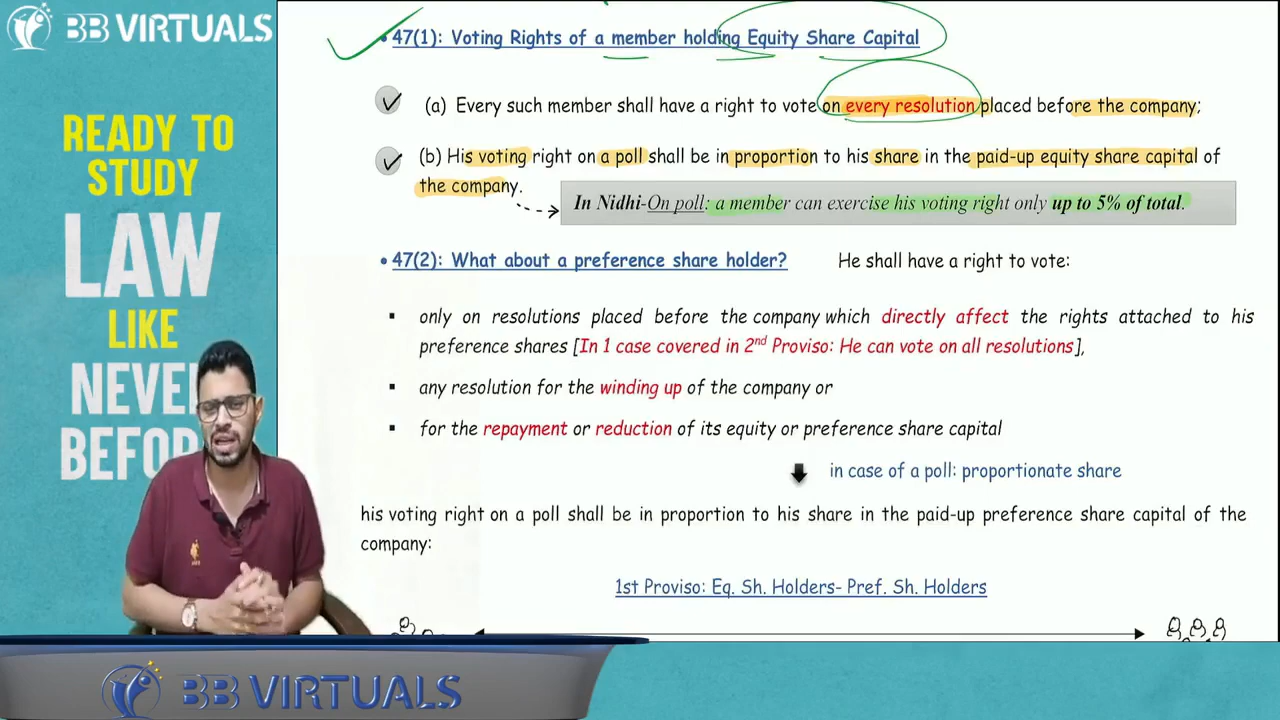 BB VIRTUALS
READY TO
STUDY
LAW
LIKE
NEVER
BEFORE
• 47(1): Voting Rights of a member holding Equity Share Capital
(a) Every such member shall have a right to vote on every resolution placed before the company;
(b) His voting right on a poll shall be in proportion to his share in the paid-up equity share capital of
the company.
In Nidhi-On poll: a member can exercise his voting right only up to 5% of total.
• 47(2): What about a preference share holder? He shall have a right to vote:
▪ only on resolutions placed before the company which directly affect the rights attached to his
preference shares [In 1 case covered in 2nd Proviso: He can vote on all resolutions],
▪ any resolution for the winding up of the company or
▪ for the repayment or reduction of its equity or preference share capital
in case of a poll: proportionate share
his voting right on a poll shall be in proportion to his share in the paid-up preference share capital of the
company:
1st Proviso: Eq. Sh. Holders- Pref. Sh. Holders
BB VIRTUALS